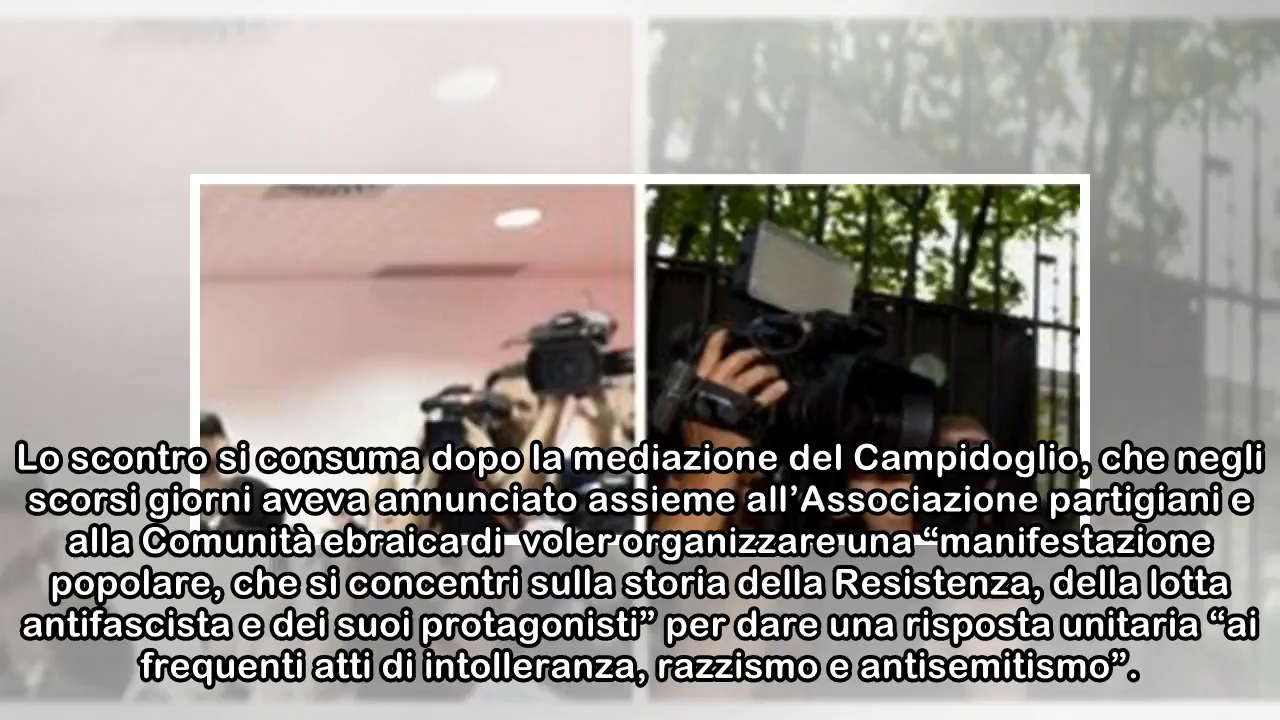 Lo scontro si consuma dopo la mediazione del Campidoglio, che negli
scorsi giorni aveva annunciato assieme all’Associazione partigiani e
alla Comunità ebraica di  voler organizzare una “manifestazione
popolare, che si concentri sulla storia della Resistenza, della lotta
antifascista e dei suoi protagonisti” per dare una risposta unitaria “ai
frequenti atti di intolleranza, razzismo e antisemitismo”.